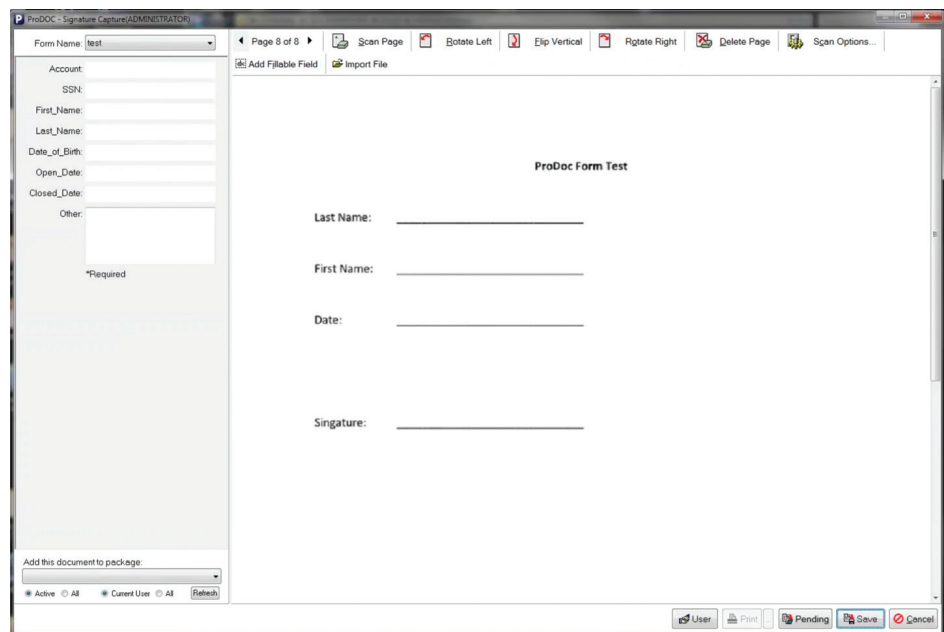 ProDOC - Signature Capture(ADMINISTRATOR)
Form Name: test
Page 8 of 8 Scan Page Rotate Left Flip Vertical Rotate Right Delete Page Scan Options...
Add Fillable Field Import File
Account:
SSN:
First_Name:
Last_Name:
Date_of_Birth:
Open_Date:
Closed_Date:
Other:
*Required
ProDoc Form Test
Last Name:
First Name:
Date:
Singature:
Add this document to package:
Active All Current User All Refresh
User Print ... Pending Save Cancel